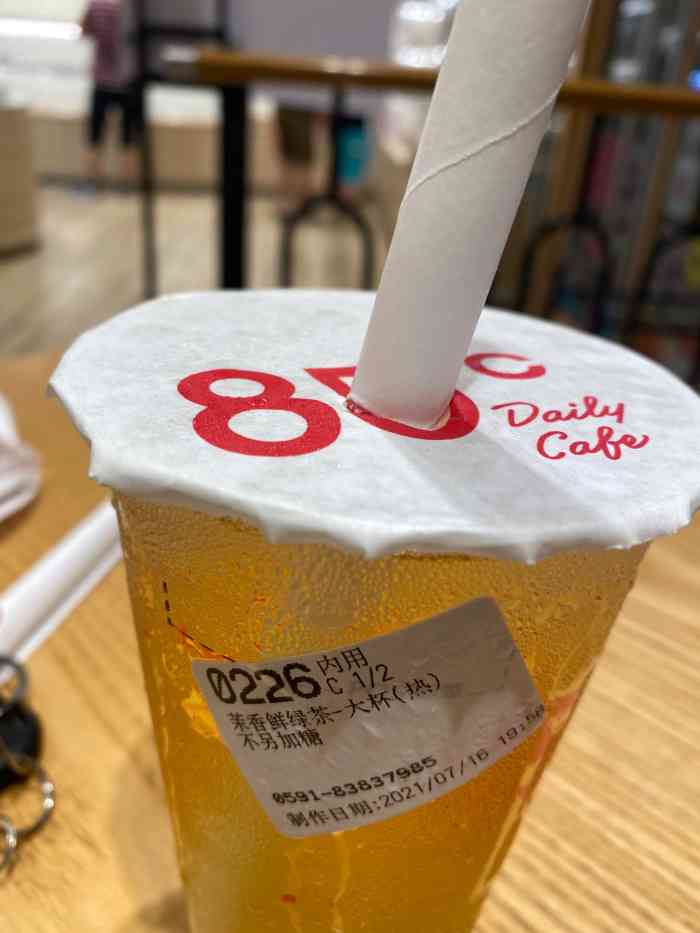 85C
Daily
Cafe
0226 内用
C 1/2
茉香鲜绿茶-大杯(热)
不另加糖
0591-83837985
制作日期:2021/07/16 19:58